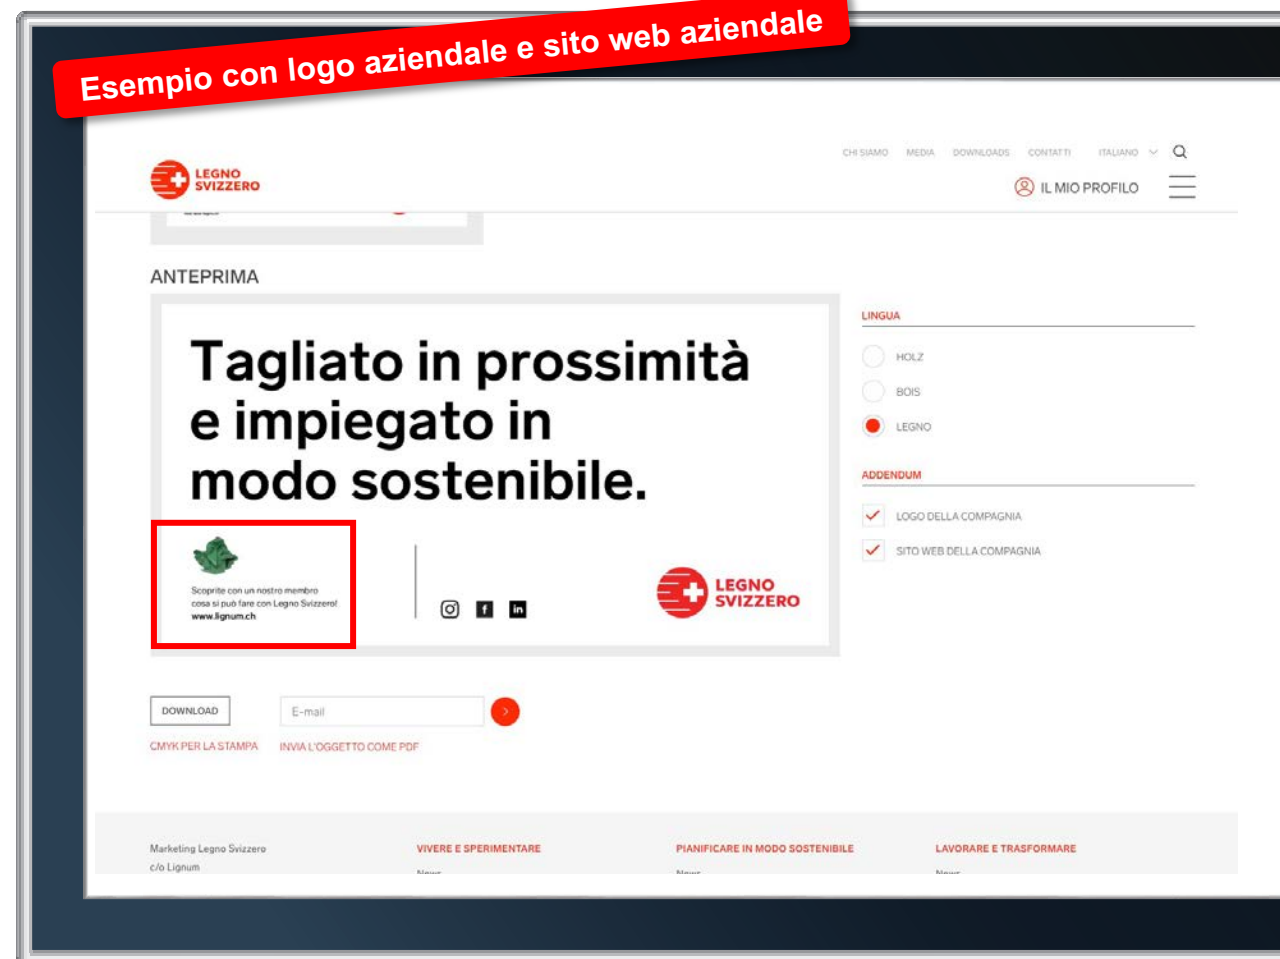 Esempio con logo aziendale e sito web aziendale
CHI SIAMO MEDIA DOWNLOADS CONTATTI ITALIANO
LEGNO
SVIZZERO
IL MIO PROFILO
ANTEPRIMA
Tagliato in prossimità
e impiegato in
modo sostenibile.
Scoprite con un nostro membro
cosa si può fare con Legno Svizzero!
www.lignum.ch
LEGNO
SVIZZERO
LINGUA
HOLZ
BOIS
LEGNO
ADDENDUM
LOGO DELLA COMPAGNIA
SITO WEB DELLA COMPAGNIA
DOWNLOAD
E-mail
CMYK PER LA STAMPA
INVIA L'OGGETTO COME PDF
Marketing Legno Svizzero
c/o Lignum
VIVERE E SPERIMENTARE
News
PIANIFICARE IN MODO SOSTENIBILE
News
LAVORARE E TRASFORMARE
News